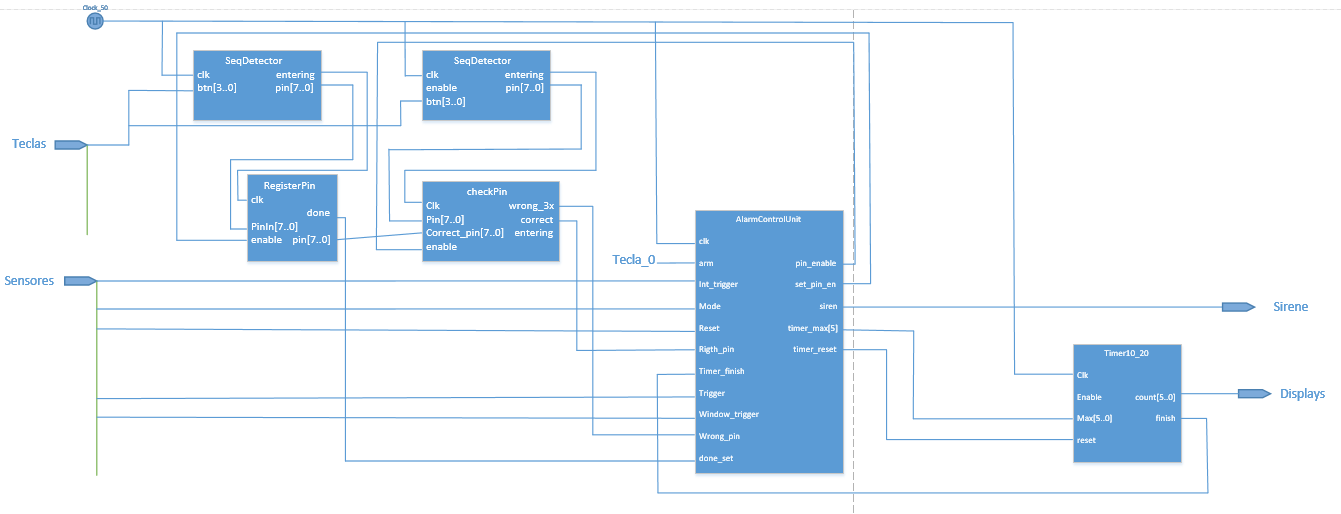 Clock_50
SeqDetector
clk entering
btn[3..0] pin[7..0]
SeqDetector
clk entering
enable pin[7..0]
btn[3..0]
Teclas
RegisterPin
clk
done
PinIn[7..0]
enable pin[7..0]
checkPin
Clk wrong_3x
Pin[7..0] correct
Correct_pin[7..0] entering
enable
Sensores
Tecla_0
AlarmControlUnit
clk
arm pin_enable
Int_trigger set_pin_en
Mode siren
Reset timer_max[5]
Rigth_pin timer_reset
Timer_finish
Trigger
Window_trigger
Wrong_pin
done_set
Sirene
Timer10_20
Clk
Enable count[5..0]
Max[5..0] finish
reset
Displays